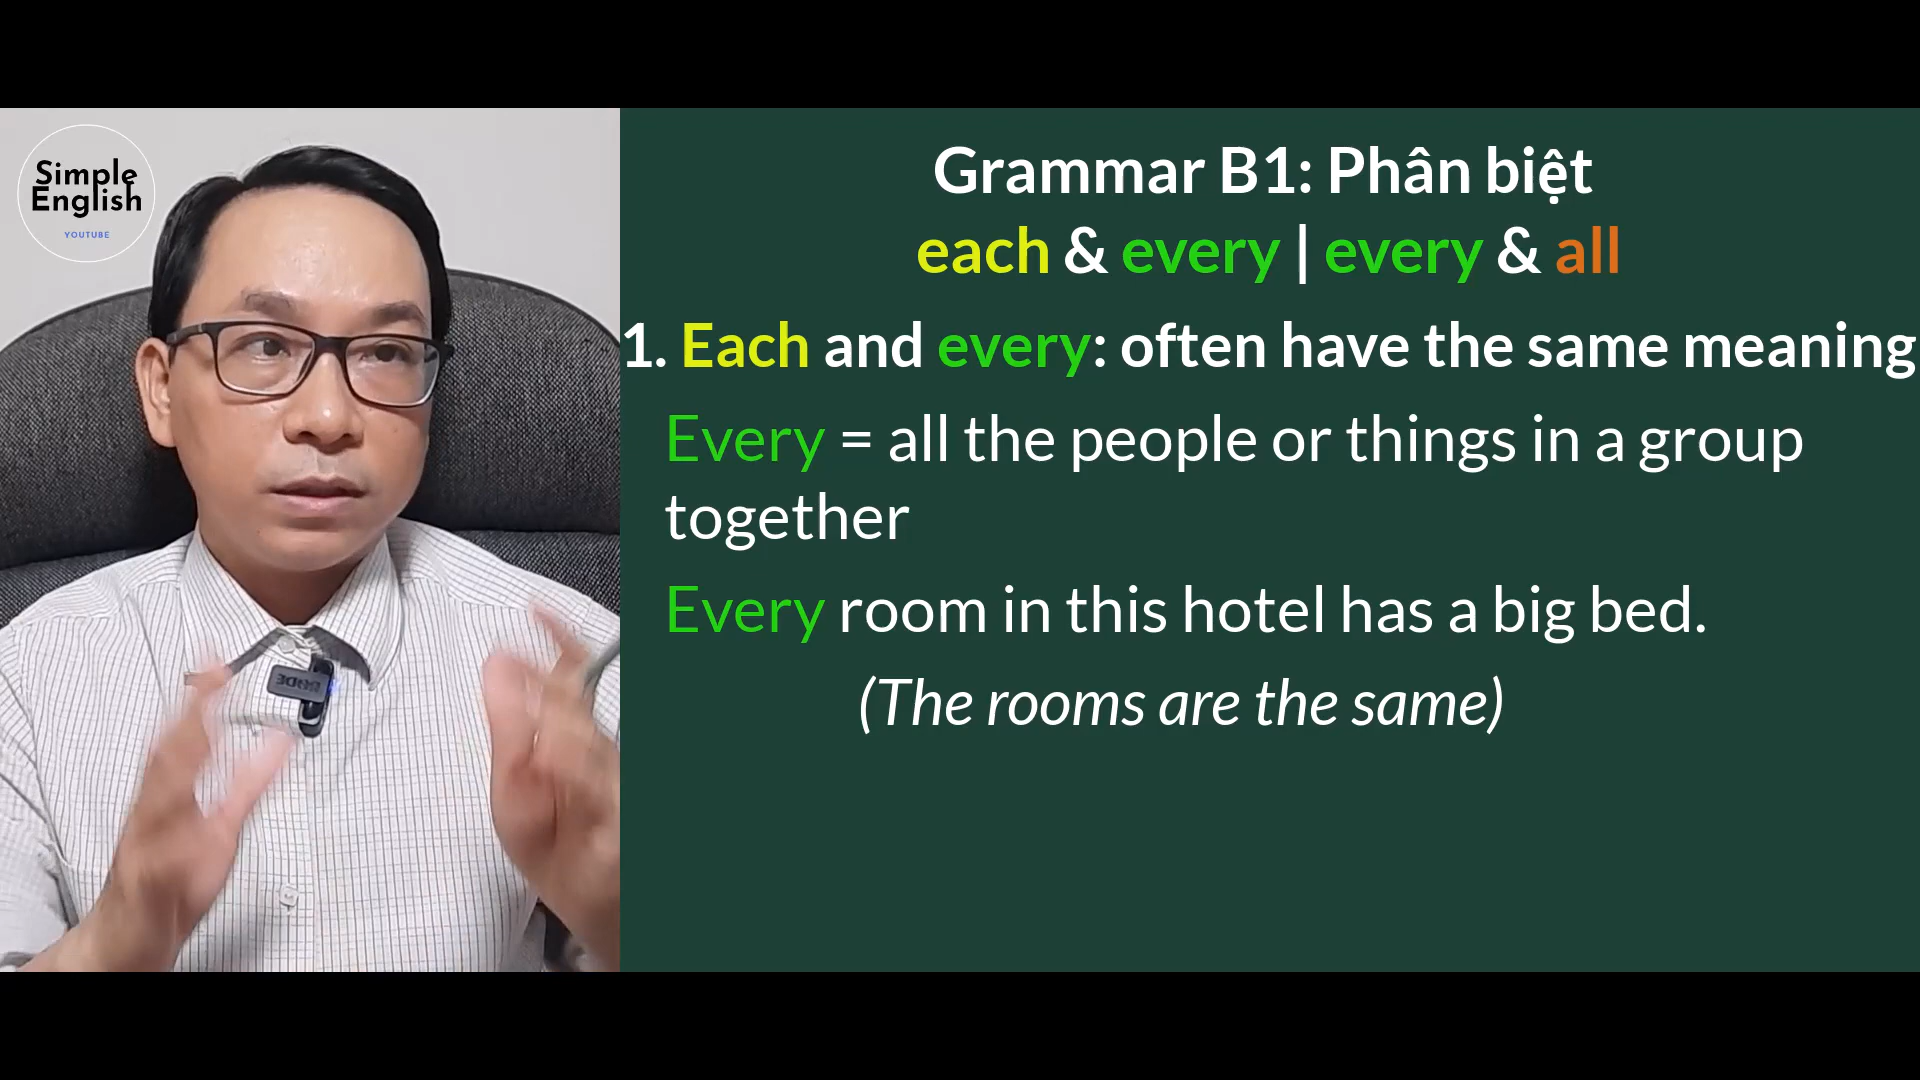 Simple
English
YOUTUBE
Grammar B1: Phân biệt
each & every | every & all
1. Each and every: often have the same meaning
Every = all the people or things in a group
together
Every room in this hotel has a big bed.
(The rooms are the same)
RODE